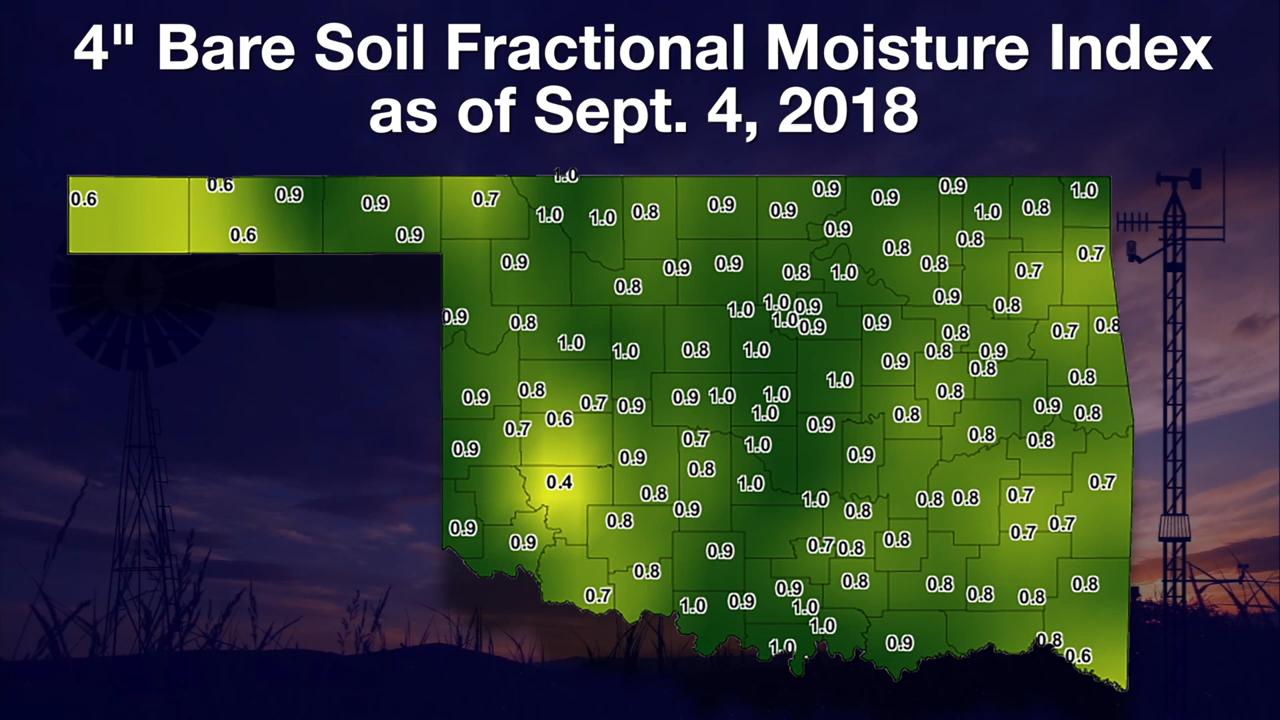 4" Bare Soil Fractional Moisture Index
as of Sept. 4, 2018
1.0
0.6 0.6 0.9 0.9 0.7 1.0 1.0 0.8 0.9 0.9 0.9 0.9 0.9 1.0 0.8 1.0
0.6 0.9 0.9 0.8 0.8 0.7
0.9 0.8 0.9 0.9 0.8 1.0 0.8 0.7
0.9 0.8 1.0 1.0 0.9 1.0 0.9 0.9 0.9 0.8
1.0 1.0 0.8 1.0 0.9 0.8 0.8 0.9 0.8 0.7 0.8
0.9 0.8 0.7 0.9 0.9 1.0 1.0 1.0 0.8 0.8
0.7 0.6 1.0 0.8 0.9 0.8
0.9 0.9 0.7 1.0 0.9 0.9 0.8 0.8
0.4 0.8 0.8 1.0 1.0 0.8 0.8 0.7 0.7
0.9 0.9 0.8 0.9 0.8 0.7 0.7
0.9 0.7 0.8 0.8
0.7 0.8 0.8 0.8 0.8 0.8 0.8
1.0 0.9 0.9 1.0
1.0 1.0 0.9 0.8 0.6